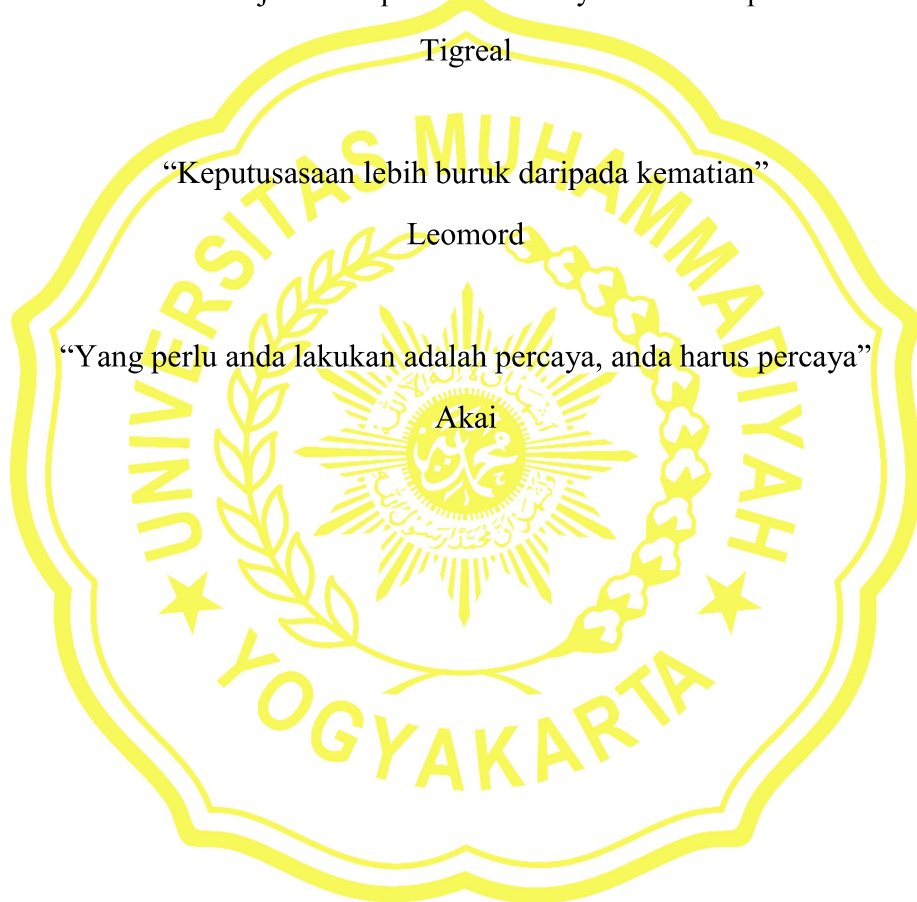 Tigreal
“Keputusasaan lebih buruk daripada kematian”
Leomord
“Yang perlu anda lakukan adalah percaya, anda harus percaya”
Akai
UNIVERSITAS MUHAMMADIYAH
YOGYAKARTA